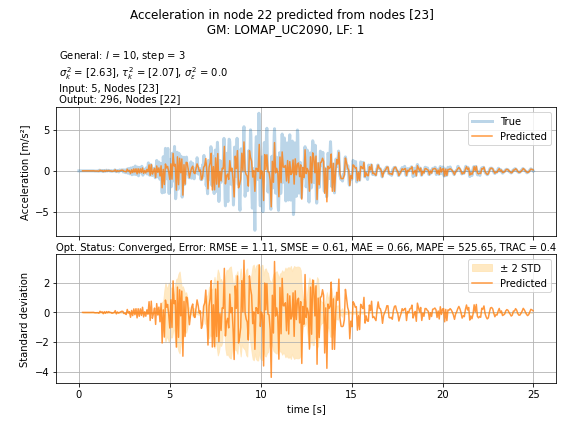 Acceleration in node 22 predicted from nodes [23]
GM: LOMAP_UC2090, LF: 1
General: l = 10, step = 3
σ²_k = [2.63], τ²_k = [2.07], σ²_ε = 0.0
Input: 5, Nodes [23]
Output: 296, Nodes [22]
True
Predicted
5
0
−5
Acceleration [m/s²]
Opt. Status: Converged, Error: RMSE = 1.11, SMSE = 0.61, MAE = 0.66, MAPE = 525.65, TRAC = 0.4
± 2 STD
Predicted
2
0
−2
−4
Standard deviation
0 5 10 15 20 25
time [s]